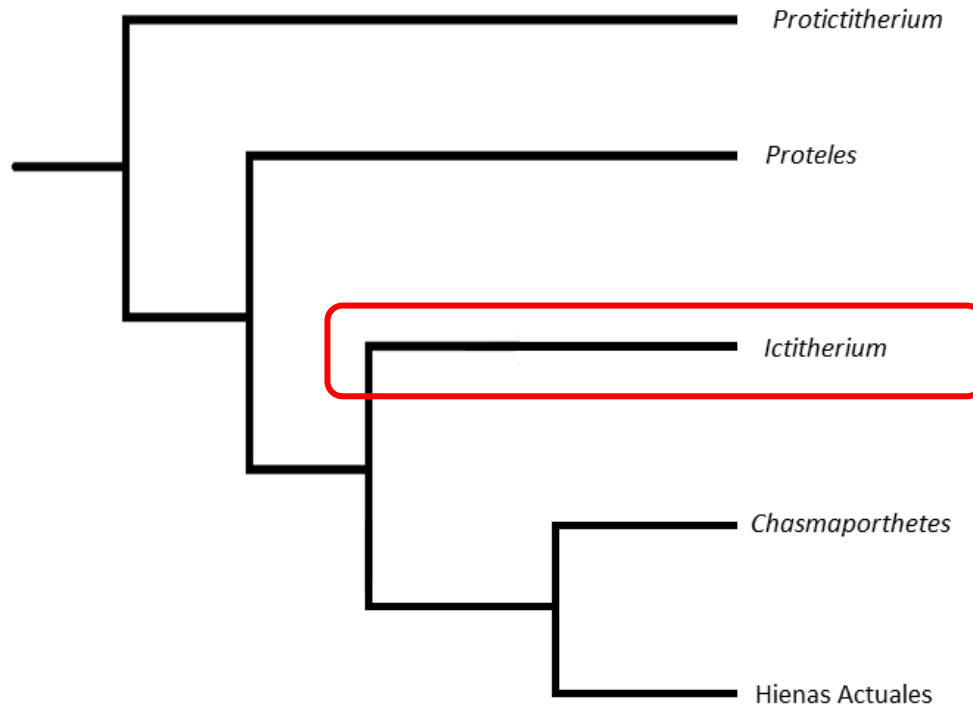 Protictitherium
Proteles
Ictitherium
Chasmaporthetes
Hienas Actuales